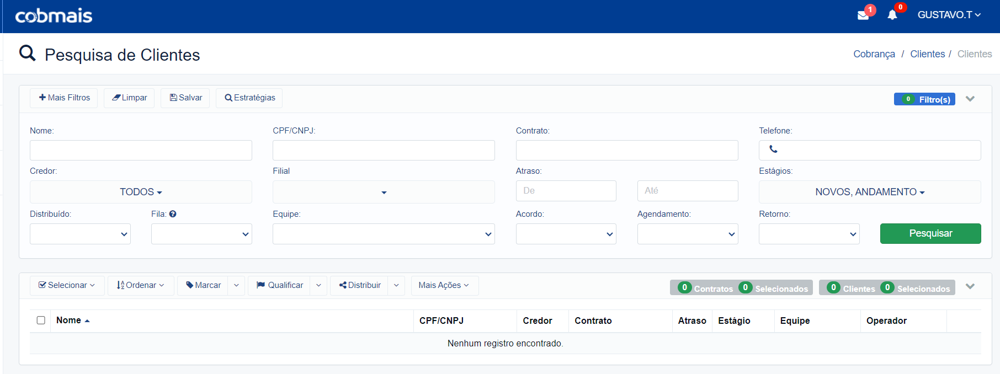 cobmais
1
0
GUSTAVO.T
Pesquisa de Clientes
Cobrança / Clientes / Clientes
Mais Filtros
Limpar
Salvar
Estratégias
0 Filtro(s)
Nome:
CPF/CNPJ:
Contrato:
Telefone:
Credor:
Filial
Atraso:
Estágios:
TODOS
De
Até
NOVOS, ANDAMENTO
Distribuído:
Fila:
Equipe:
Acordo:
Agendamento:
Retorno:
Pesquisar
Selecionar
Ordenar
Marcar
Qualificar
Distribuir
Mais Ações
0 Contratos 0 Selecionados
0 Clientes 0 Selecionados
Nome
CPF/CNPJ
Credor
Contrato
Atraso
Estágio
Equipe
Operador
Nenhum registro encontrado.